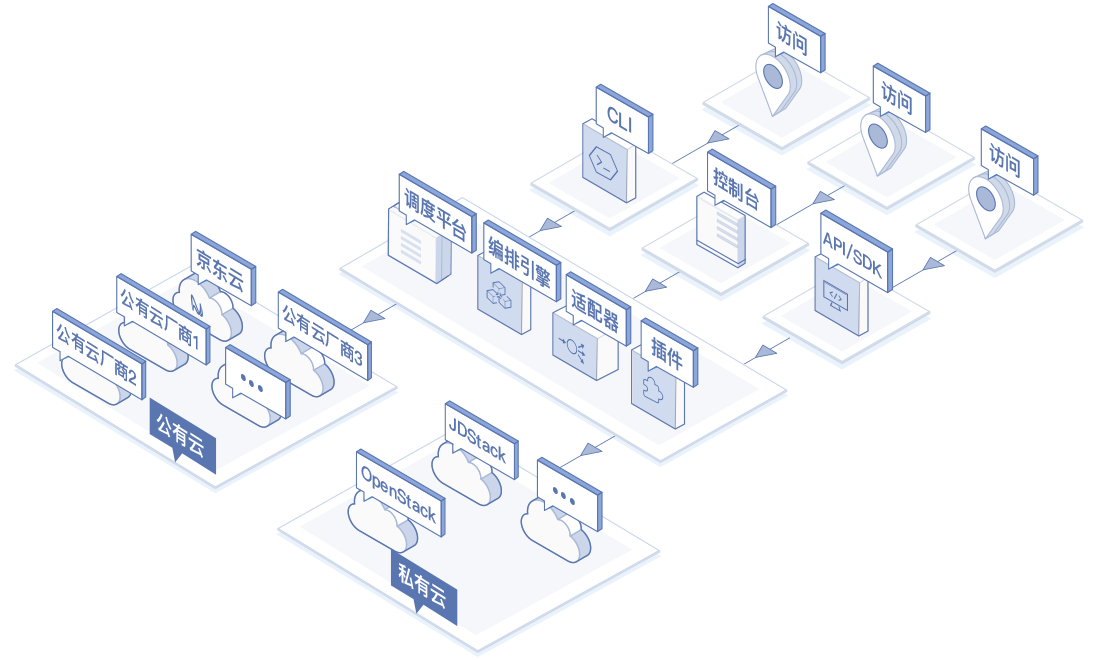 访问
访问
访问
CLI
控制台
API/SDK
调度平台
编排引擎
适配器
插件
京东云
公有云厂商1
公有云厂商2
公有云厂商3
•••
公有云
JDStack
OpenStack
•••
私有云